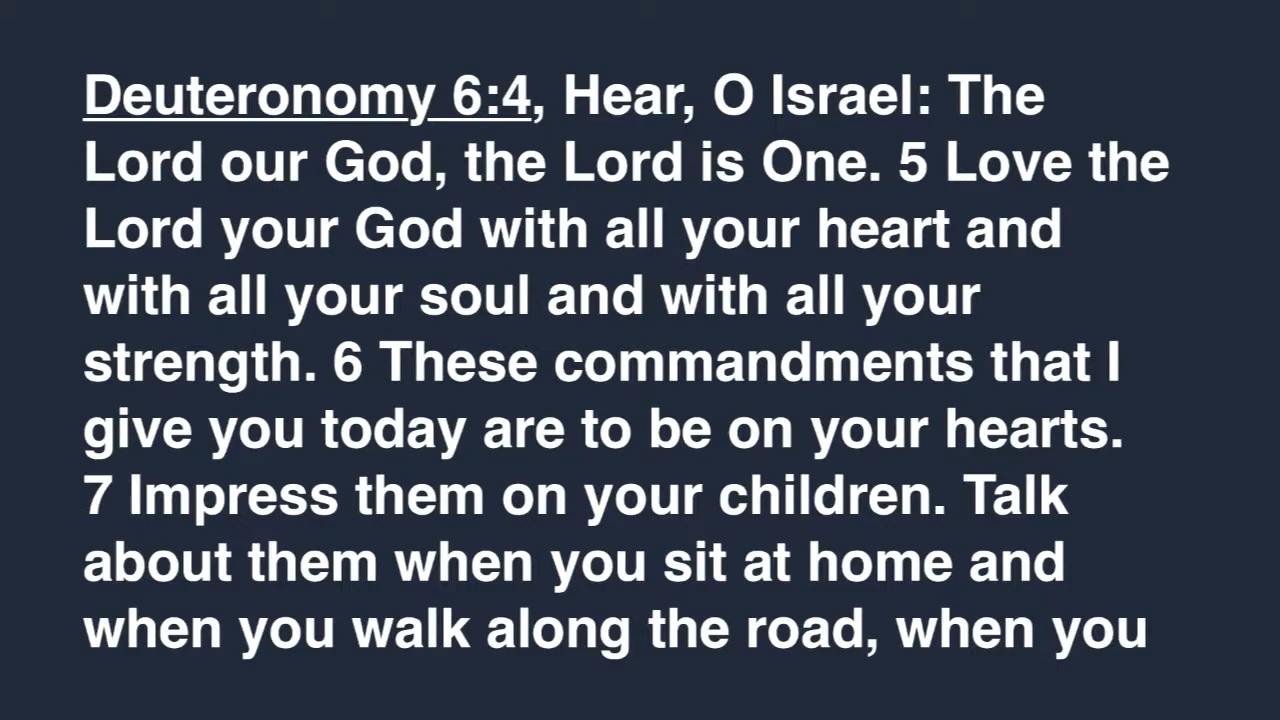 Deuteronomy 6:4, Hear, O Israel: The
Lord our God, the Lord is One. 5 Love the
Lord your God with all your heart and
with all your soul and with all your
strength. 6 These commandments that I
give you today are to be on your hearts.
7 Impress them on your children. Talk
about them when you sit at home and
when you walk along the road, when you